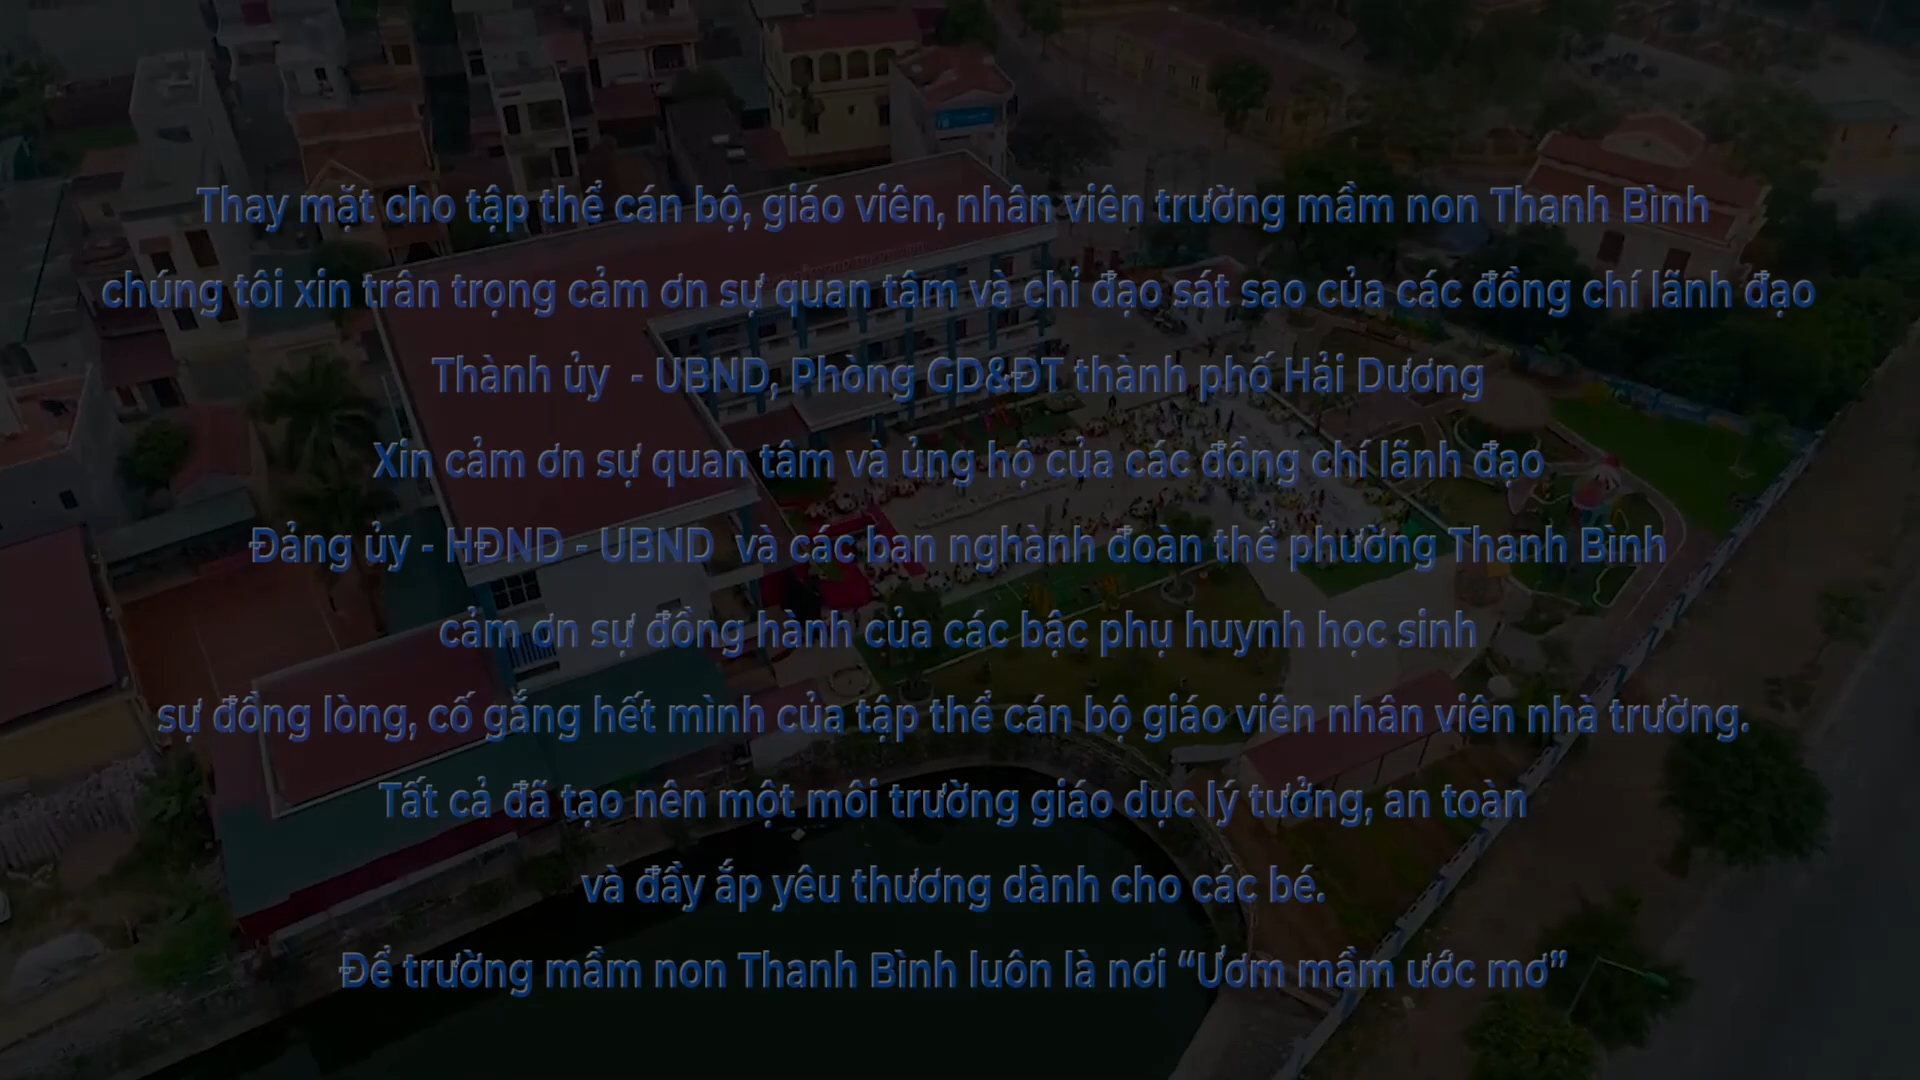 Thay mặt cho tập thể cán bộ, giáo viên, nhân viên trường mầm non Thanh Bình
chúng tôi xin trân trọng cảm ơn sự quan tâm và chỉ đạo sát sao của các đồng chí lãnh đạo
Thành ủy - UBND, Phòng GD&ĐT thành phố Hải Dương
Xin cảm ơn sự quan tâm và ủng hộ của các đồng chí lãnh đạo
Đảng ủy - HĐND - UBND và các ban nghành đoàn thể phường Thanh Bình
cảm ơn sự đồng hành của các bậc phụ huynh học sinh
sự đồng lòng, cố gắng hết mình của tập thể cán bộ giáo viên nhân viên nhà trường.
Tất cả đã tạo nên một môi trường giáo dục lý tưởng, an toàn
và đầy ắp yêu thương dành cho các bé.
Để trường mầm non Thanh Bình luôn là nơi “Ươm mầm ước mơ”